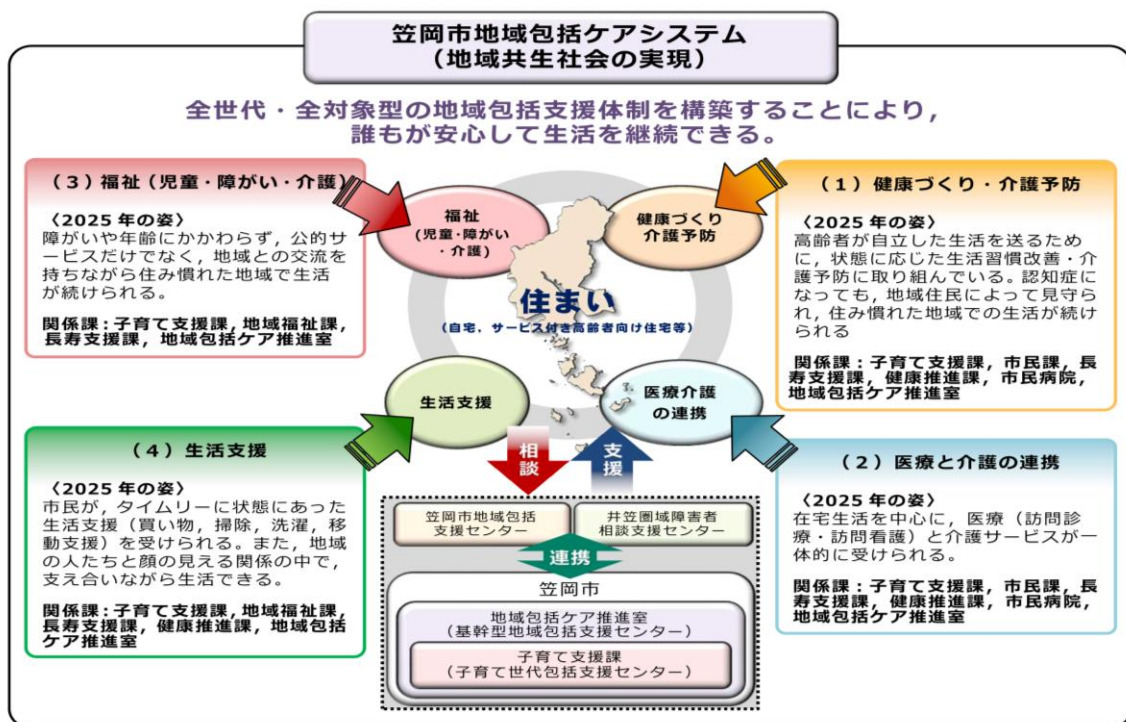 笠岡市地域包括ケアシステム
（地域共生社会の実現）
全世代・全対象型の地域包括支援体制を構築することにより，
誰もが安心して生活を継続できる。
（３）福祉（児童・障がい・介護）
〈2025年の姿〉
障がいや年齢にかかわらず，公的サ
ービスだけでなく，地域との交流を
持ちながら住み慣れた地域で生活
が続けられる。
関係課：子育て支援課，地域福祉課，
長寿支援課，地域包括ケア推進室
福祉
（児童・障がい
・介護）
健康づくり
介護予防
（１）健康づくり・介護予防
〈2025年の姿〉
高齢者が自立した生活を送るため
に，状態に応じた生活習慣改善・介
護予防に取り組んでいる。認知症に
なっても，地域住民によって見守ら
れ，住み慣れた地域での生活が続け
られる
関係課：子育て支援課，市民課，長
寿支援課，健康推進課，市民病院，
地域包括ケア推進室
住まい
（自宅，サービス付き高齢者向け住宅等）
生活支援
医療介護
の連携
（４）生活支援
〈2025年の姿〉
市民が，タイムリーに状態にあった
生活支援（買い物，掃除，洗濯，移
動支援）を受けられる。また，地域
の人たちと顔の見える関係の中で，
支え合いながら生活できる。
関係課：子育て支援課，地域福祉課，
長寿支援課，健康推進課，地域包括
ケア推進室
相談
支援
（２）医療と介護の連携
〈2025年の姿〉
在宅生活を中心に，医療（訪問診
療・訪問看護）と介護サービスが一
体的に受けられる。
関係課：子育て支援課，市民課，長
寿支援課，健康推進課，市民病院，
地域包括ケア推進室
笠岡市地域包括
支援センター
井笠圏域障害者
相談支援センター
連携
笠岡市
地域包括ケア推進室
（基幹型地域包括支援センター）
子育て支援課
（子育て世代包括支援センター）